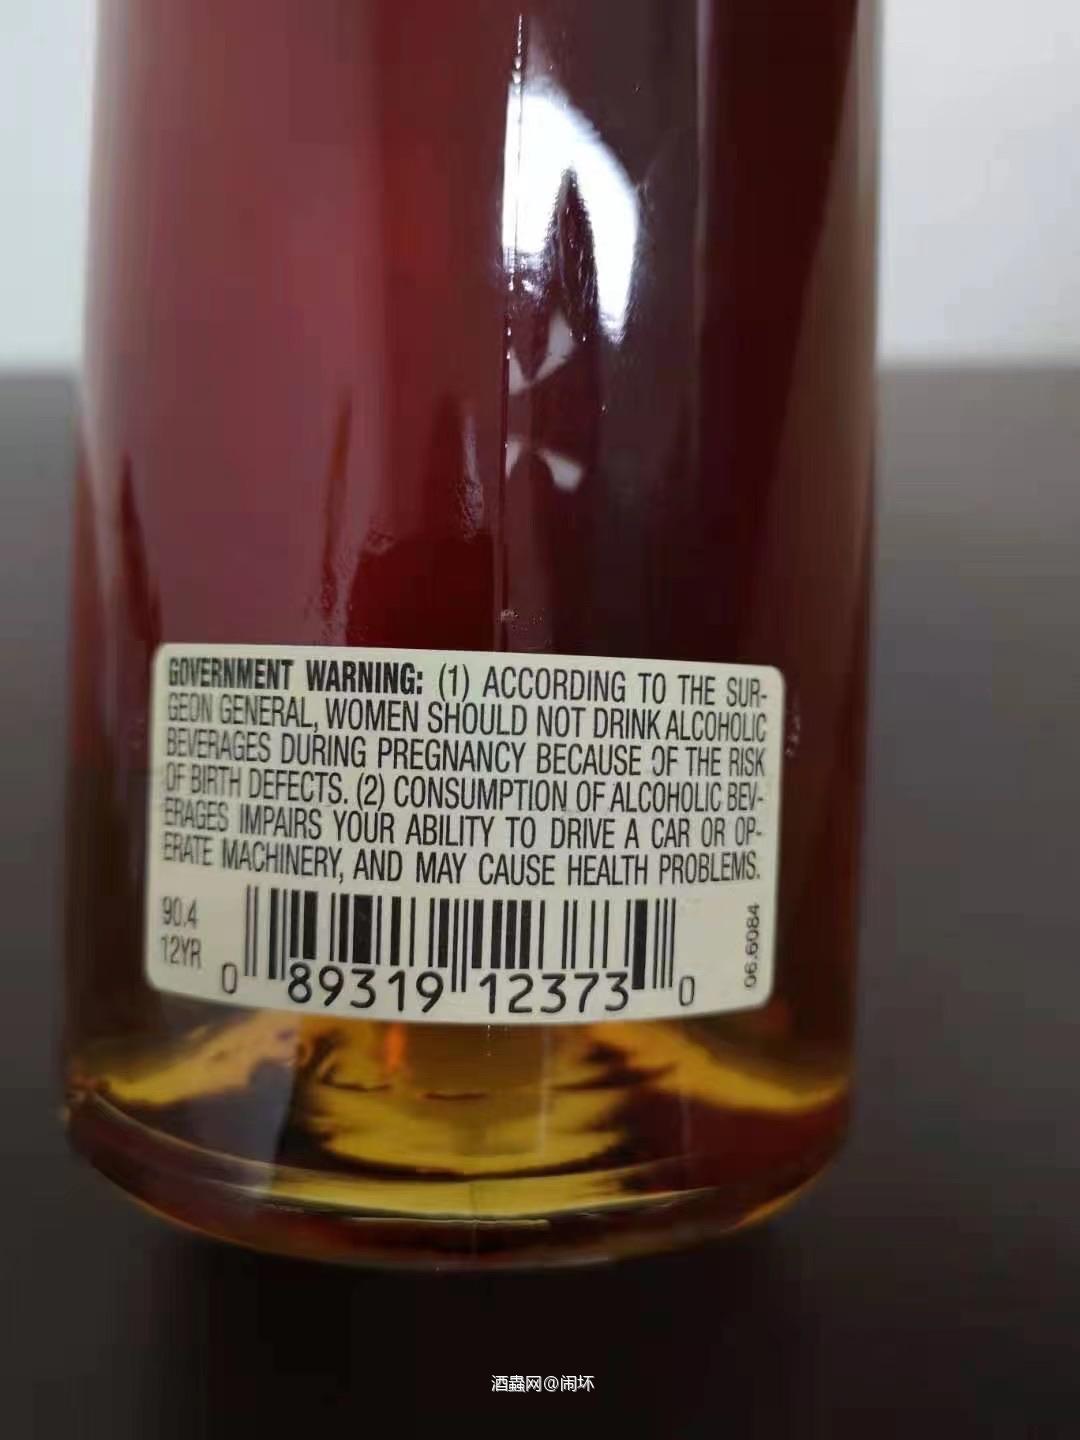 GOVERNMENT WARNING: (1) ACCORDING TO THE SUR-
GEON GENERAL, WOMEN SHOULD NOT DRINK ALCOHOLIC
BEVERAGES DURING PREGNANCY BECAUSE OF THE RISK
OF BIRTH DEFECTS. (2) CONSUMPTION OF ALCOHOLIC BEV-
ERAGES IMPAIRS YOUR ABILITY TO DRIVE A CAR OR OP-
ERATE MACHINERY, AND MAY CAUSE HEALTH PROBLEMS.
90.4
12YR
0 89319 12373 0
06.6084
酒蟲网@闹坏